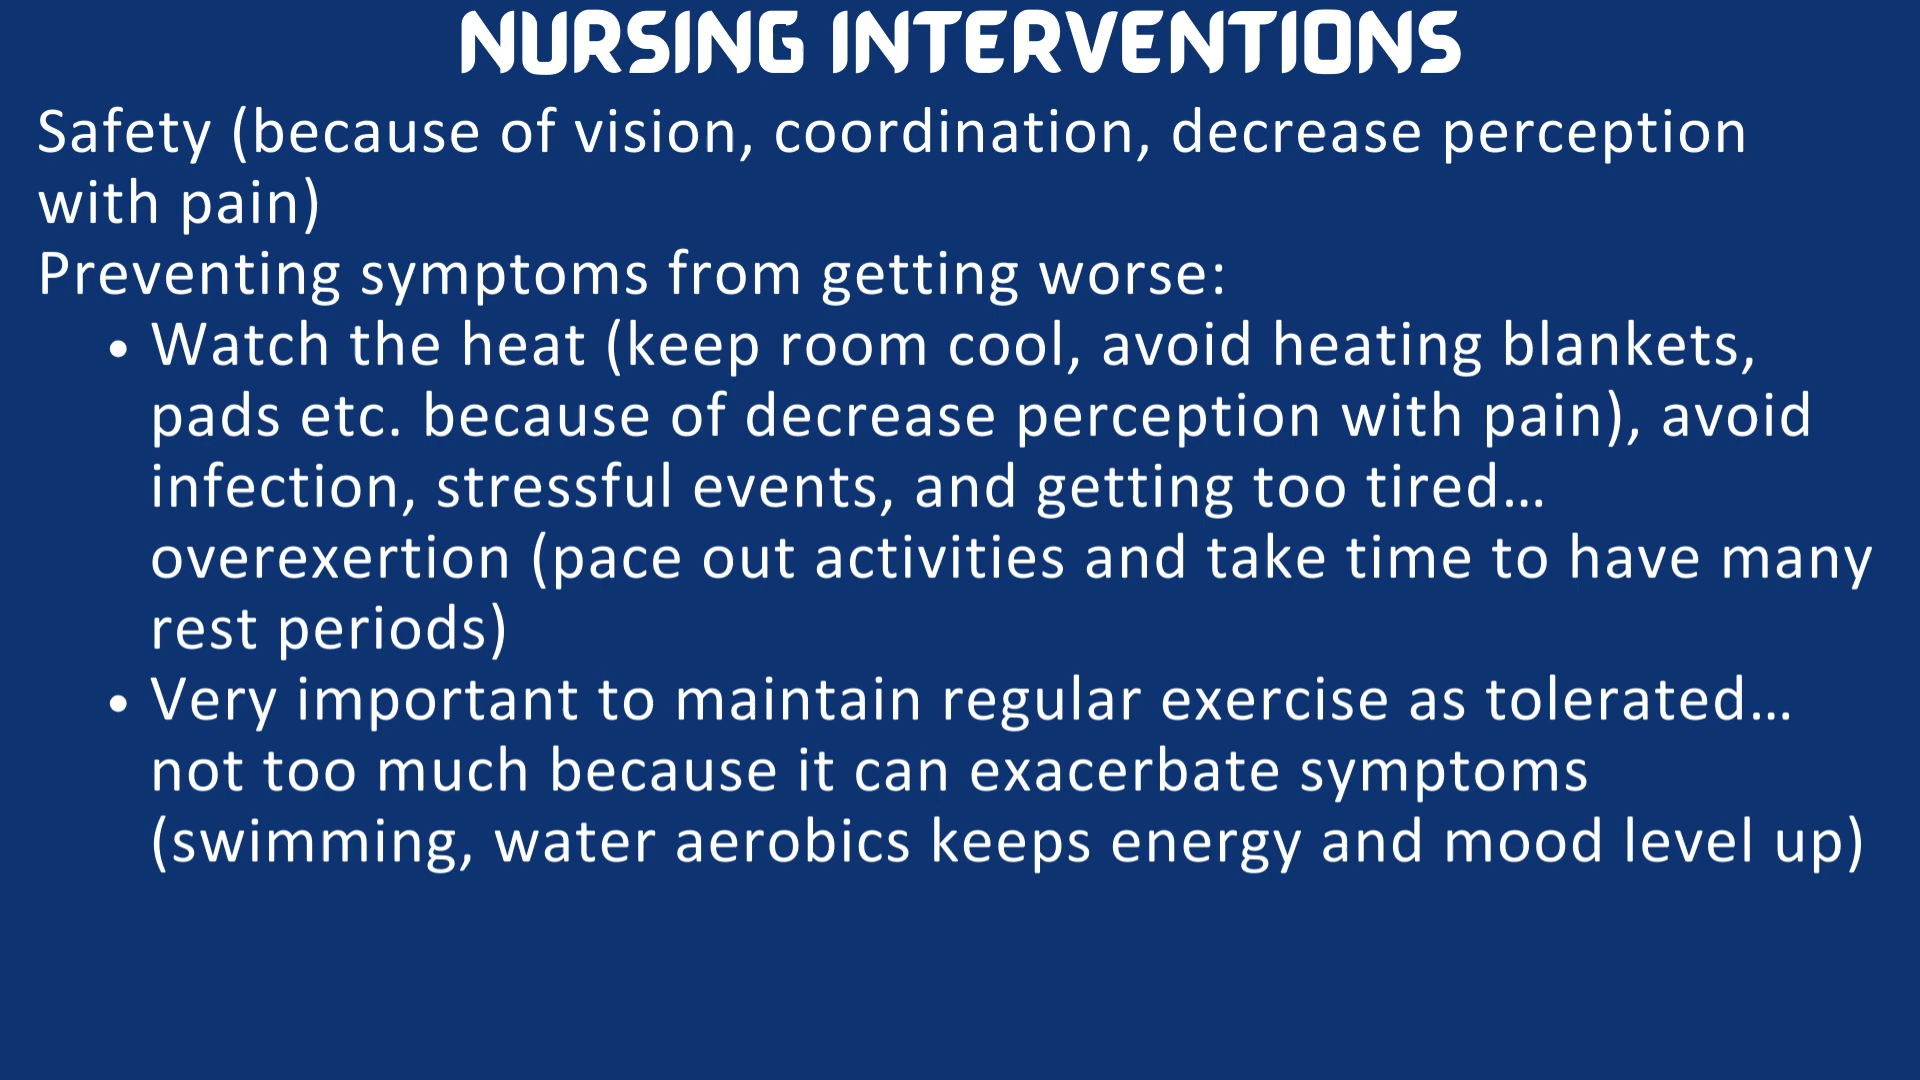 NURSING INTERVENTIONS
Safety (because of vision, coordination, decrease perception
with pain)
Preventing symptoms from getting worse:
• Watch the heat (keep room cool, avoid heating blankets,
pads etc. because of decrease perception with pain), avoid
infection, stressful events, and getting too tired…
overexertion (pace out activities and take time to have many
rest periods)
• Very important to maintain regular exercise as tolerated…
not too much because it can exacerbate symptoms
(swimming, water aerobics keeps energy and mood level up)